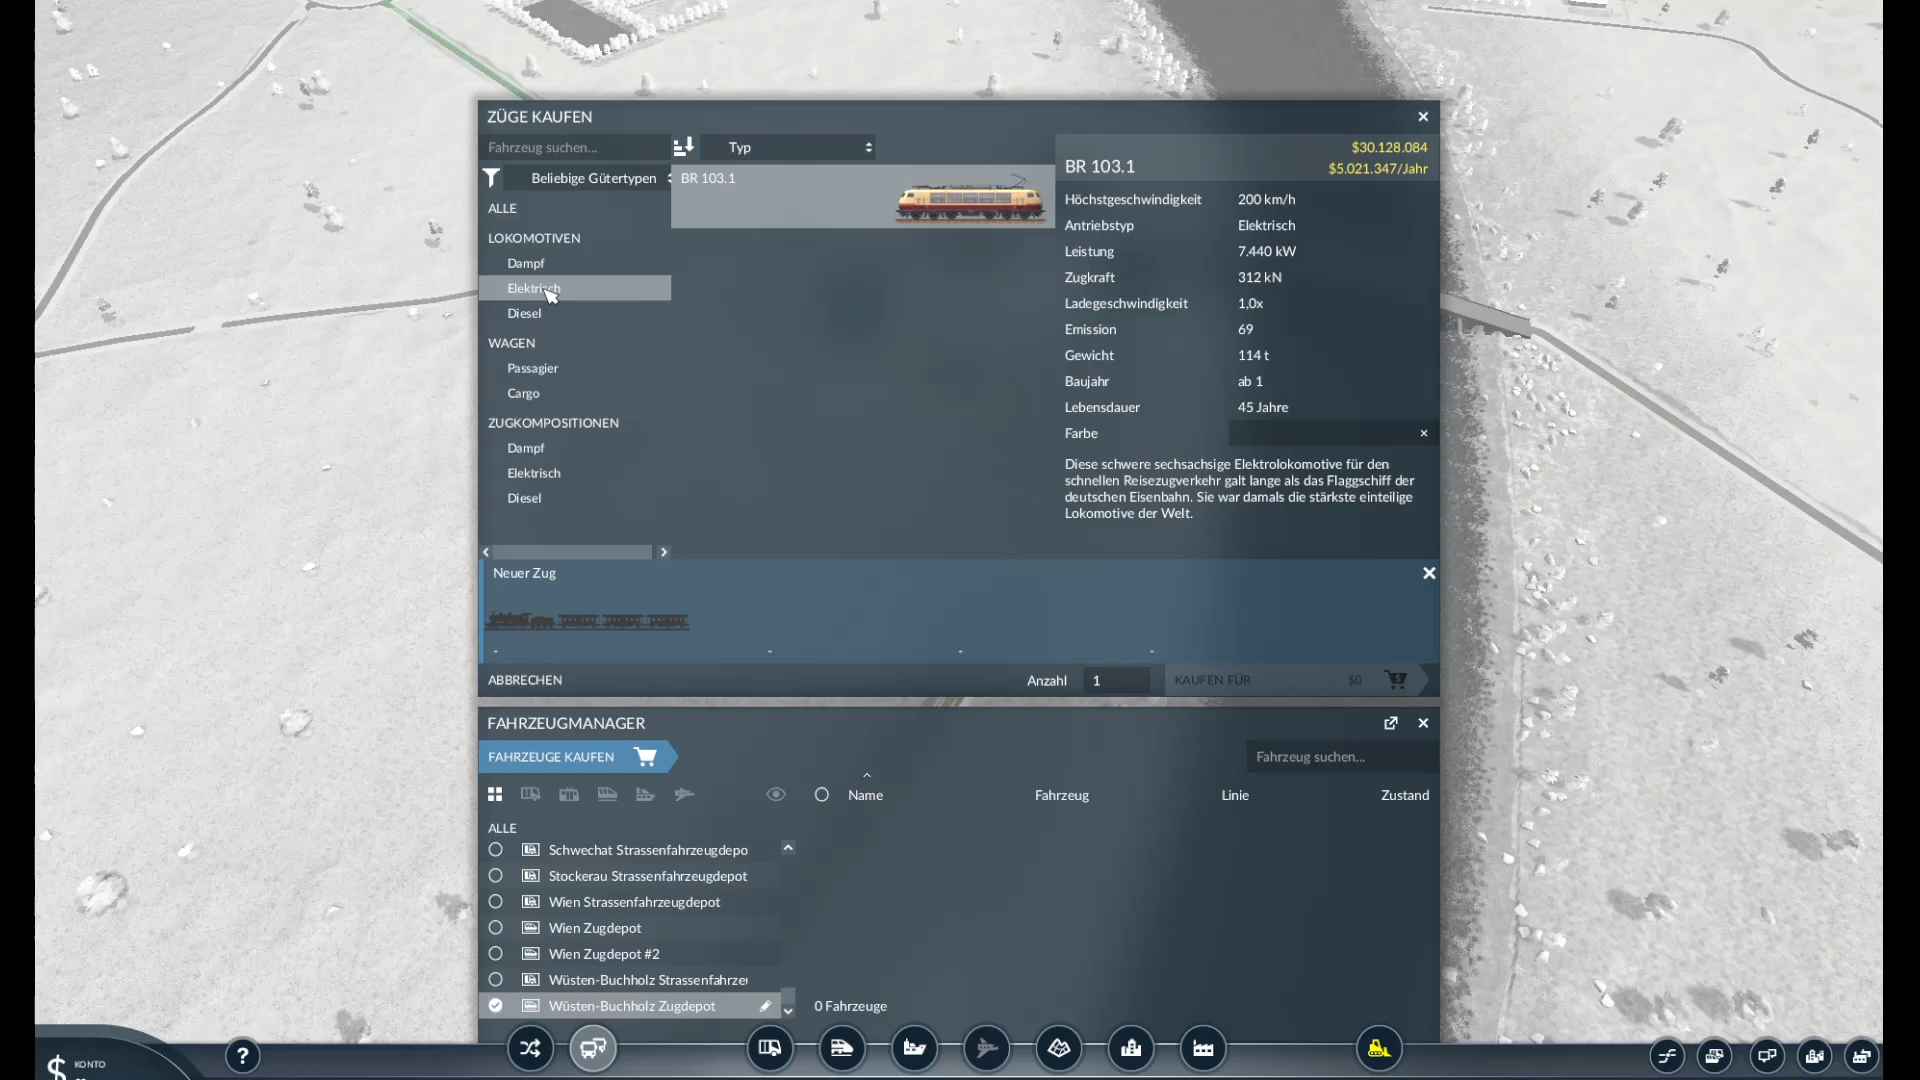 ZÜGE KAUFEN
Fahrzeug suchen...
Typ
Beliebige Gütertypen
ALLE
LOKOMOTIVEN
Dampf
Elektrisch
Diesel
WAGEN
Passagier
Cargo
ZUGKOMPOSITIONEN
Dampf
Elektrisch
Diesel
BR 103.1
BR 103.1
$30.128.084
$5.021.347/Jahr
Höchstgeschwindigkeit 200 km/h
Antriebstyp Elektrisch
Leistung 7.440 kW
Zugkraft 312 kN
Ladegeschwindigkeit 1,0x
Emission 69
Gewicht 114 t
Baujahr ab 1
Lebensdauer 45 Jahre
Farbe
Diese schwere sechsachsige Elektrolokomotive für den
schnellen Reisezugverkehr galt lange als das Flaggschiff der
deutschen Eisenbahn. Sie war damals die stärkste einteilige
Lokomotive der Welt.
Neuer Zug
- - - -
ABBRECHEN Anzahl 1 KAUFEN FÜR $0
FAHRZEUGMANAGER
FAHRZEUGE KAUFEN Fahrzeug suchen...
Name Fahrzeug Linie Zustand
ALLE
Schwechat Strassenfahrzeugdepo
Stockerau Strassenfahrzeugdepot
Wien Strassenfahrzeugdepot
Wien Zugdepot
Wien Zugdepot #2
Wüsten-Buchholz Strassenfahrze
Wüsten-Buchholz Zugdepot 0 Fahrzeuge
$ KONTO
?